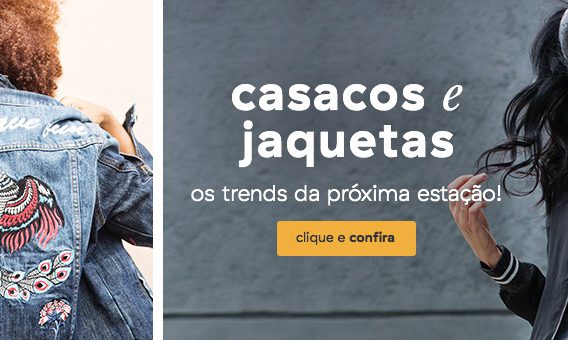 casacos e
jaquetas
os trends da próxima estação!
clique e confira